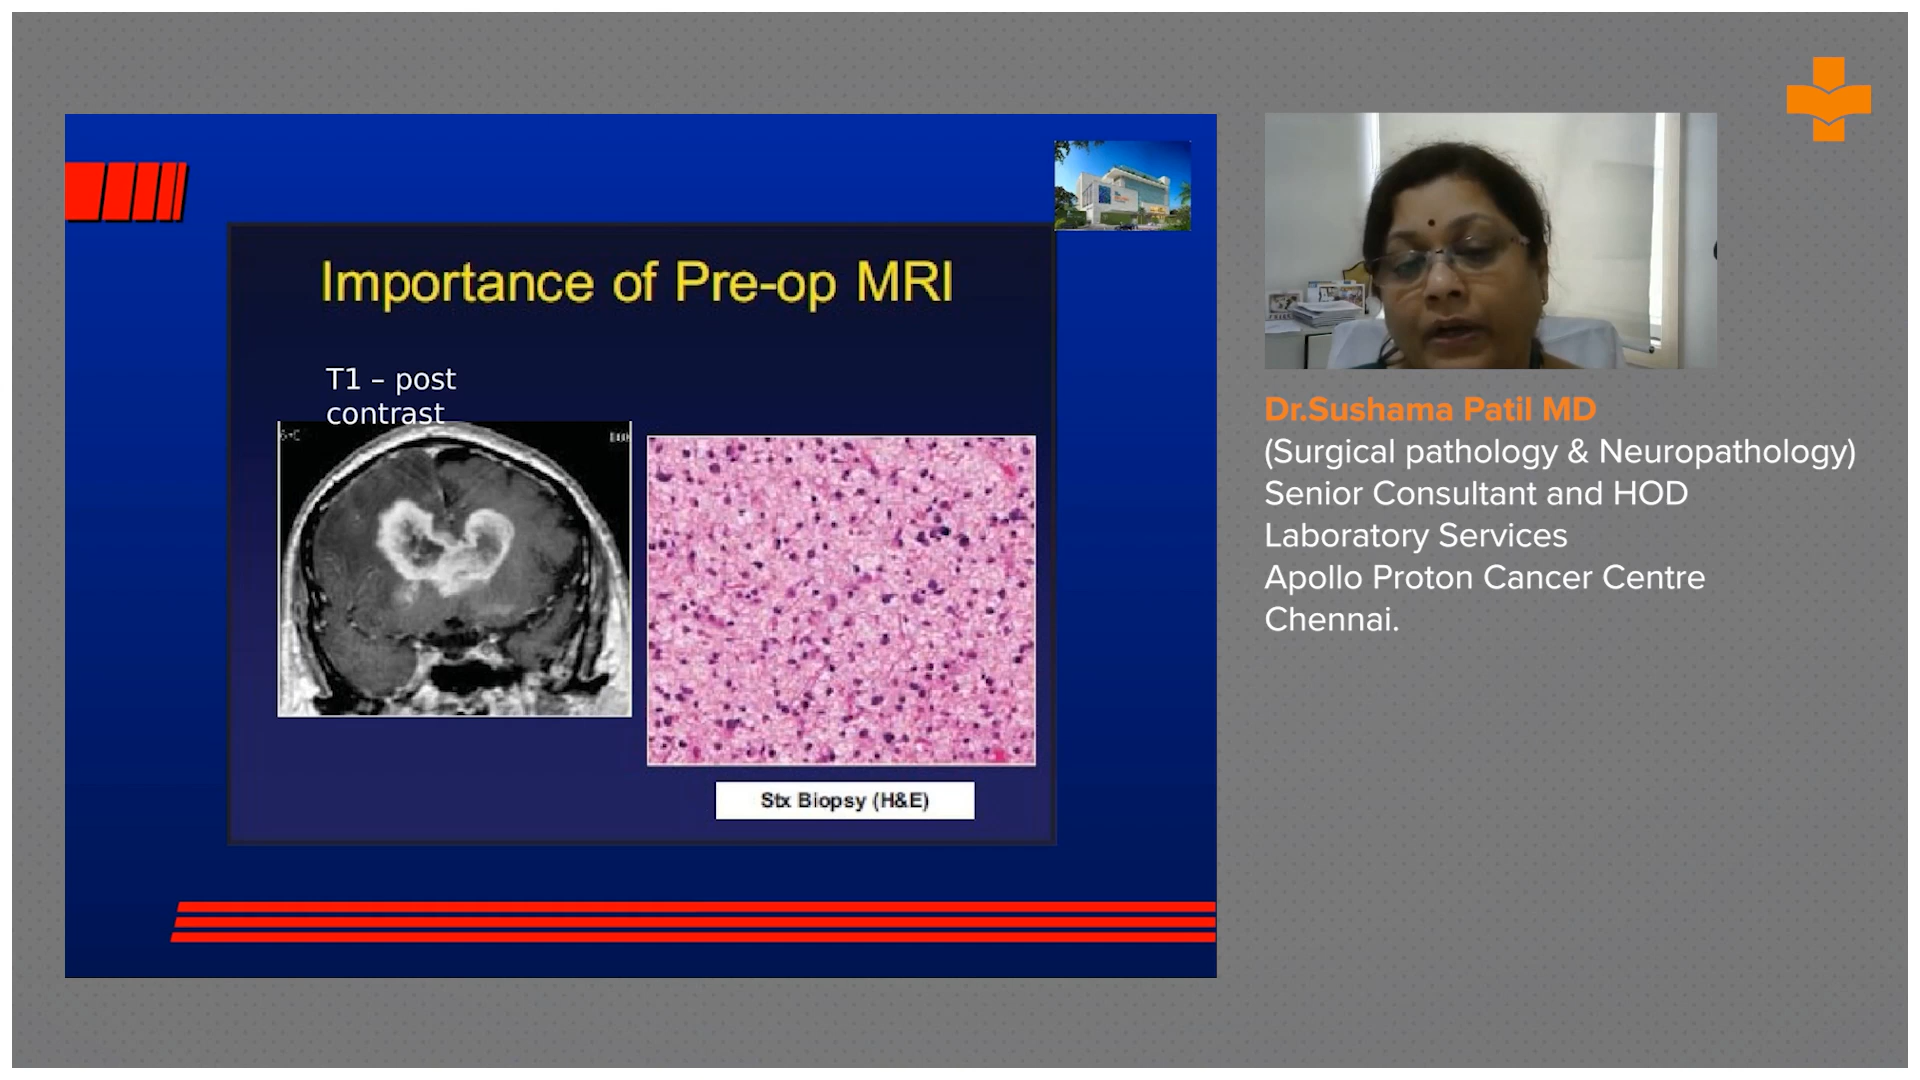 Importance of Pre-op MRI
T1 – post
contrast
Stx Biopsy (H&E)
Dr.Sushama Patil MD
(Surgical pathology & Neuropathology)
Senior Consultant and HOD
Laboratory Services
Apollo Proton Cancer Centre
Chennai.